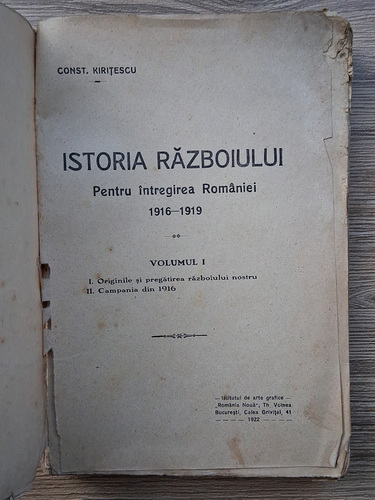 CONST. KIRIȚESCU
ISTORIA RĂZBOIULUI
Pentru întregirea României
1916—1919
VOLUMUL I
I. Originile și pregătirea războiului nostru
II. Campania din 1916
— Istitutul de arte grafice —
„România Nouă”, Th. Voinea
București, Calea Griviței, 41
— — — — 1922 — — — —